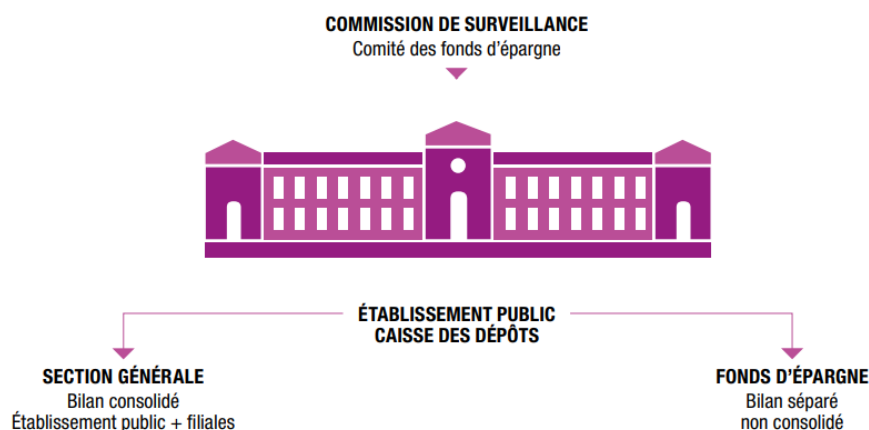 COMMISSION DE SURVEILLANCE
Comité des fonds d'épargne
ÉTABLISSEMENT PUBLIC
CAISSE DES DÉPÔTS
SECTION GÉNÉRALE
Bilan consolidé
Établissement public + filiales
FONDS D'ÉPARGNE
Bilan séparé
non consolidé